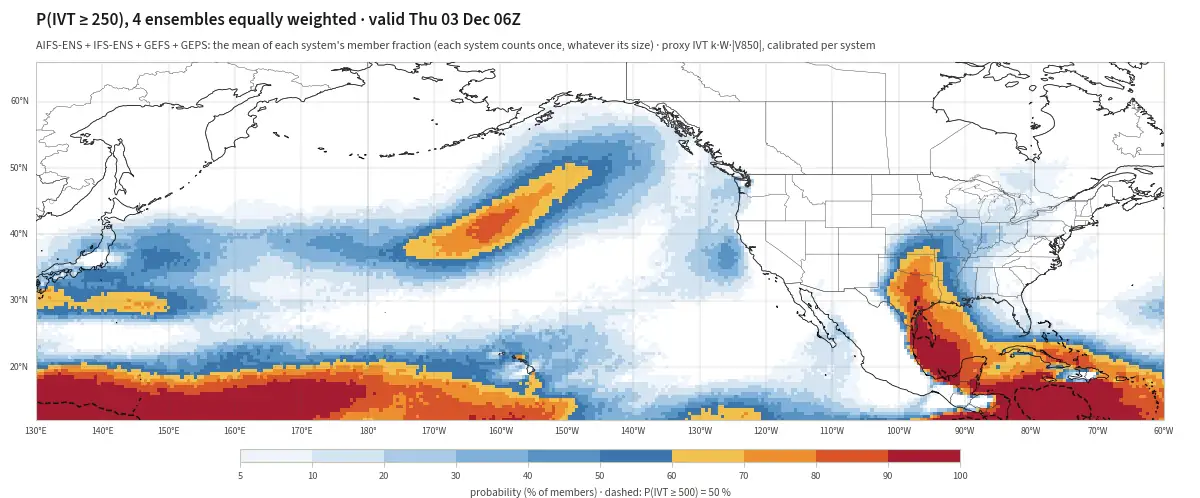 P(IVT ≥ 250), 4 ensembles equally weighted · valid Thu 03 Dec 06Z
AIFS-ENS + IFS-ENS + GEFS + GEPS: the mean of each system's member fraction (each system counts once, whatever its size) · proxy IVT k·W·|V850|, calibrated per system
60°N
50°N
40°N
30°N
20°N
130°E 140°E 150°E 160°E 170°E 180° 170°W 160°W 150°W 140°W 130°W 120°W 110°W 100°W 90°W 80°W 70°W 60°W
5 10 20 30 40 50 60 70 80 90 100
probability (% of members) · dashed: P(IVT ≥ 500) = 50 %